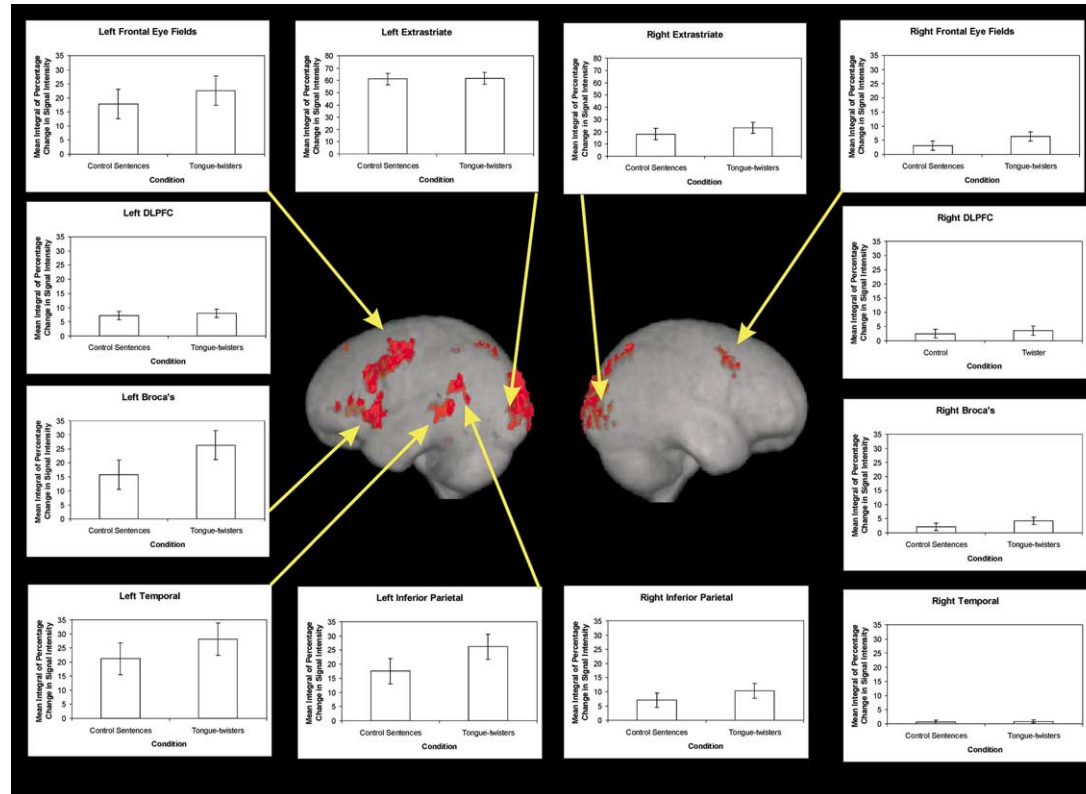 Left Frontal Eye Fields
Mean Integral of Percentage
Change in Signal Intensity
35
30
25
20
15
10
5
0
Control Sentences Tongue-twisters
Condition
Left Extrastriate
Mean Integral of Percentage
Change in Signal Intensity
80
70
60
50
40
30
20
10
0
Control Sentences Tongue-twisters
Condition
Right Extrastriate
Mean Integral of Percentage
Change in Signal Intensity
80
70
60
50
40
30
20
10
0
Control Sentences Tongue-twisters
Condition
Right Frontal Eye Fields
Mean Integral of Percentage
Change in Signal Intensity
35
30
25
20
15
10
5
0
Control Sentences Tongue-twisters
Condition
Left DLPFC
Mean Integral of Percentage
Change in Signal Intensity
35
30
25
20
15
10
5
0
Control Sentences Tongue-twisters
Condition
Right DLPFC
Mean Integral of Percentage
Change in Signal Intensity
35
30
25
20
15
10
5
0
Control Twister
Condition
Left Broca's
Mean Integral of Percentage
Change in Signal Intensity
35
30
25
20
15
10
5
0
Control Sentences Tongue-twisters
Condition
Right Broca's
Mean Integral of Percentage
Change in Signal Intensity
35
30
25
20
15
10
5
0
Control Sentences Tongue-twisters
Condition
Left Temporal
Mean Integral of Percentage
Change in Signal Intensity
35
30
25
20
15
10
5
0
Control Sentences Tongue-twisters
Condition
Left Inferior Parietal
Mean Integral of Percentage
Change in Signal Intensity
35
30
25
20
15
10
5
0
Control Sentences Tongue-twisters
Condition
Right Inferior Parietal
Mean Integral of Percentage
Change in Signal Intensity
35
30
25
20
15
10
5
0
Control Sentences Tongue-twisters
Condition
Right Temporal
Mean Integral of Percentage
Change in Signal Intensity
35
30
25
20
15
10
5
0
Control Sentences Tongue-twisters
Condition